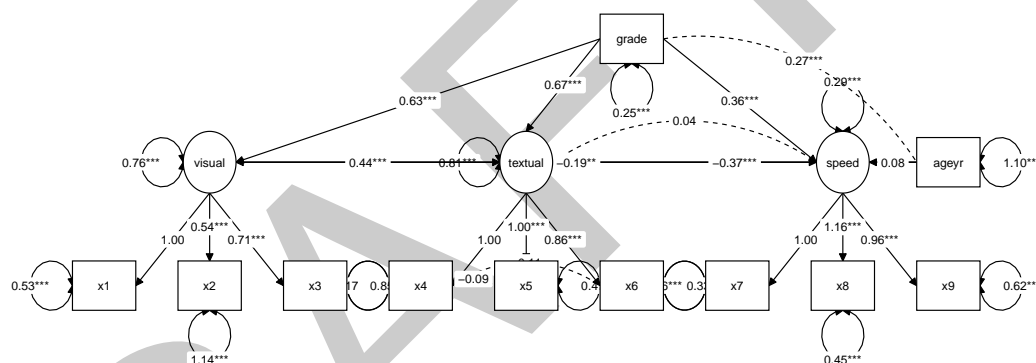 grade
0.27***
0.29***
0.67***
0.63***
0.36***
0.25***
0.04
0.76***
visual
0.44***
0.81***
textual
−0.19**
−0.37***
speed
0.08
ageyr
1.10**
0.54***
1.00***
1.16***
1.00
0.71***
1.00
0.86***
1.00
0.96***
−0.09
0.53***
x1
x2
x3
x4
x5
x6
x7
x8
x9
0.62**
1.14***
0.45***